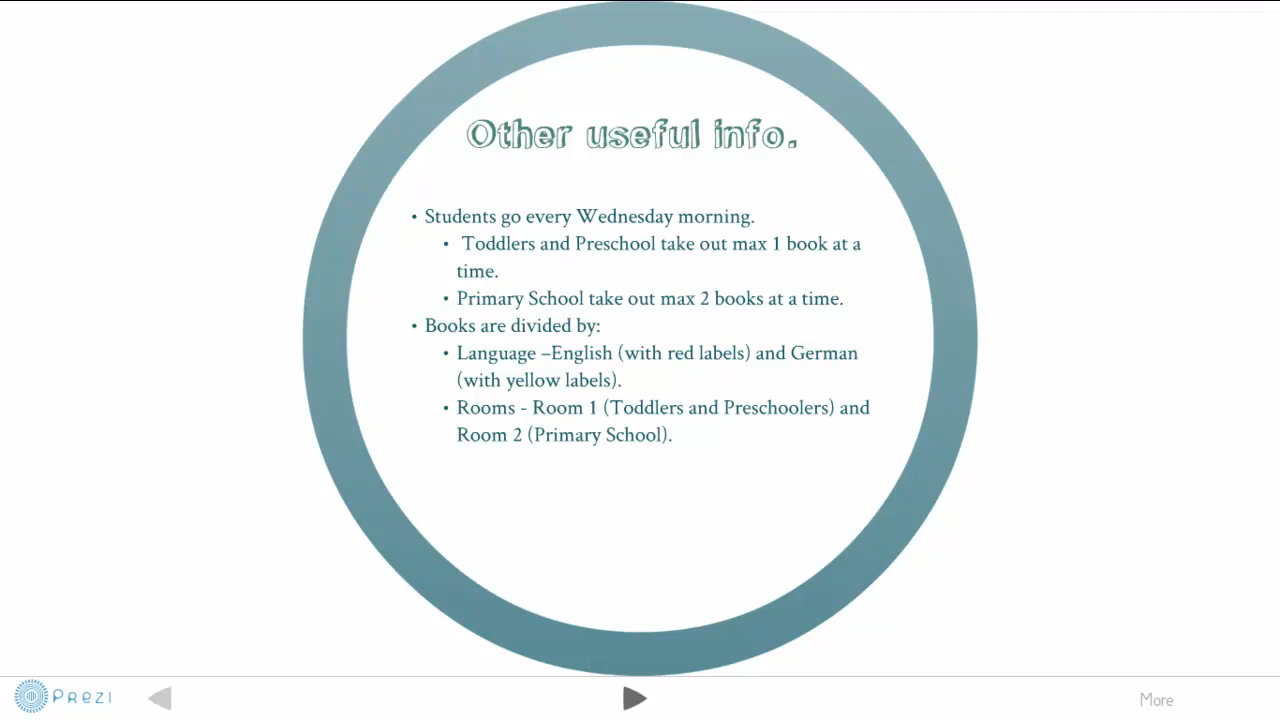 Other useful info.
• Students go every Wednesday morning.
• Toddlers and Preschool take out max 1 book at a
time.
• Primary School take out max 2 books at a time.
• Books are divided by:
• Language –English (with red labels) and German
(with yellow labels).
• Rooms - Room 1 (Toddlers and Preschoolers) and
Room 2 (Primary School).
Prezi
More